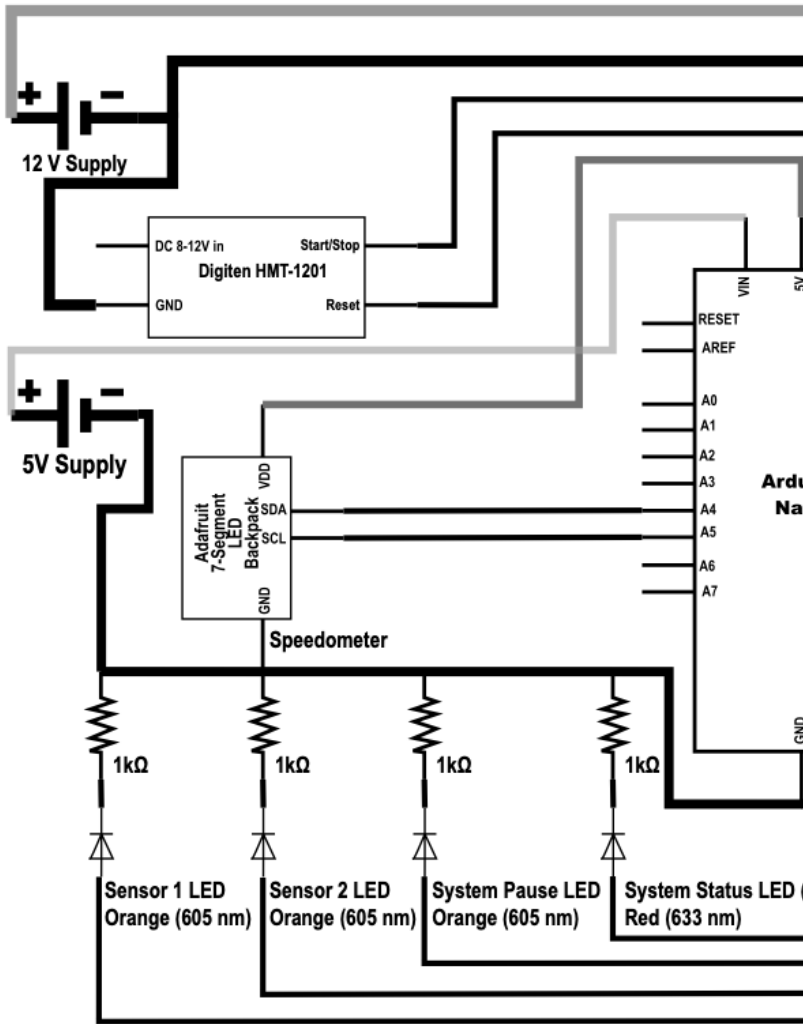 + −
12 V Supply
DC 8-12V in
Start/Stop
Digiten HMT-1201
GND
Reset
VIN
5V
RESET
AREF
+ −
5V Supply
A0
A1
A2
A3
A4
A5
A6
A7
Ardu
Na
VDD
SDA
SCL
GND
Adafruit
7-Segment
LED
Backpack
Speedometer
GND
1kΩ
1kΩ
1kΩ
1kΩ
Sensor 1 LED
Orange (605 nm)
Sensor 2 LED
Orange (605 nm)
System Pause LED
Orange (605 nm)
System Status LED (
Red (633 nm)